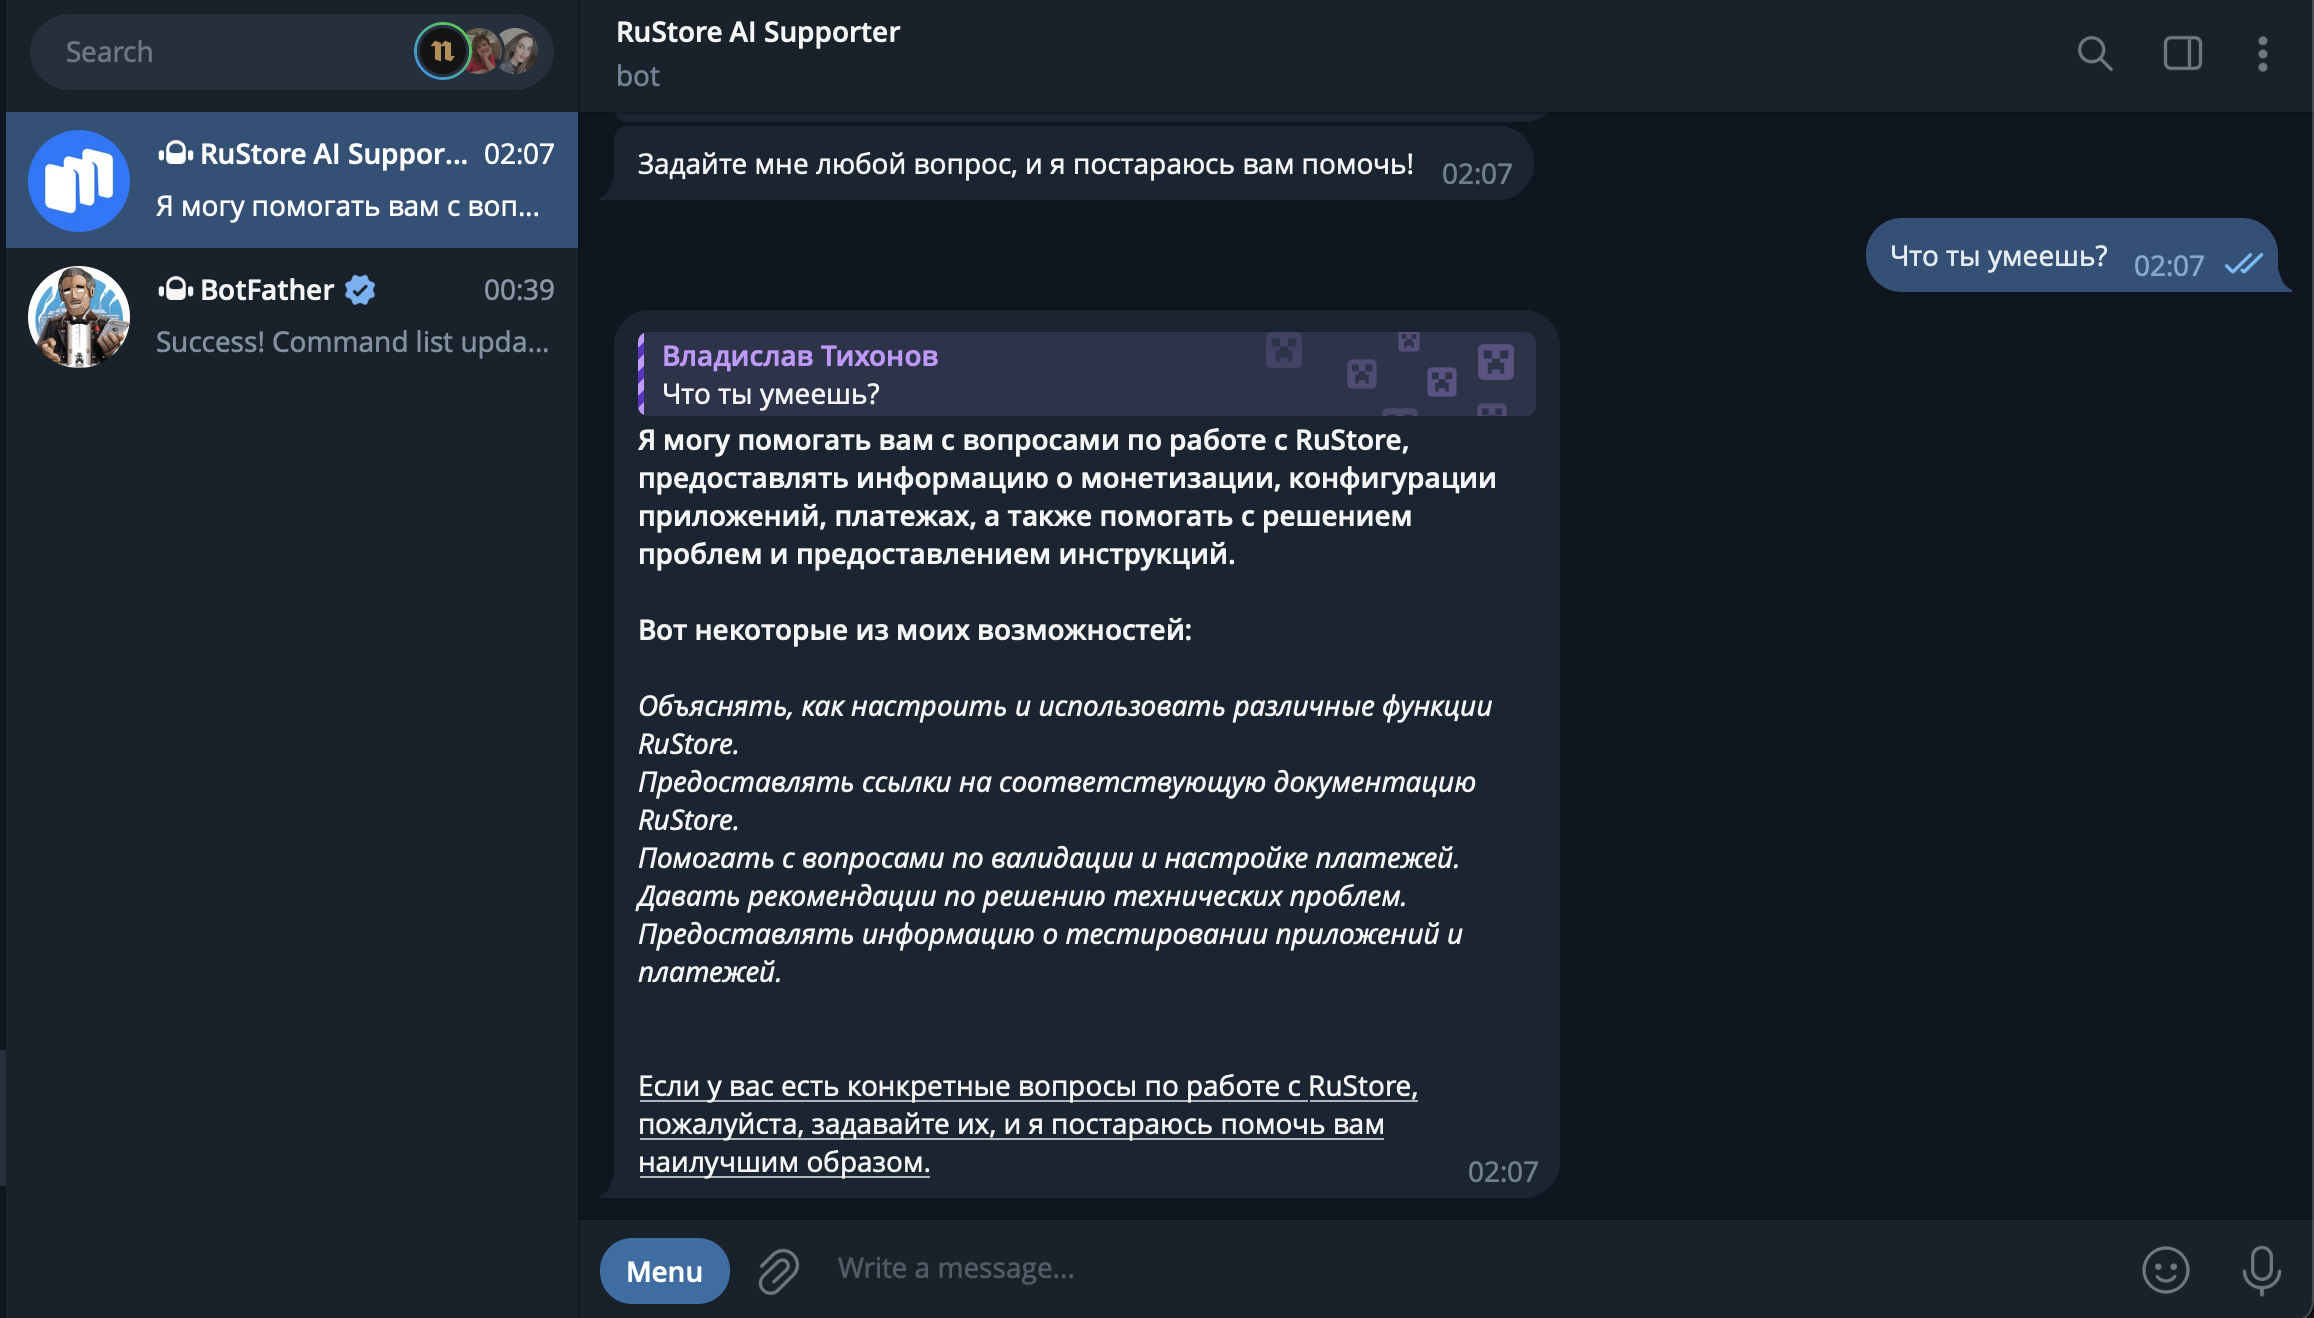 Search
RuStore AI Suppor... 02:07
Я могу помогать вам с воп...
BotFather 00:39
Success! Command list upda...
RuStore AI Supporter
bot
Задайте мне любой вопрос, и я постараюсь вам помочь! 02:07
Что ты умеешь? 02:07
Владислав Тихонов
Что ты умеешь?
Я могу помогать вам с вопросами по работе с RuStore,
предоставлять информацию о монетизации, конфигурации
приложений, платежах, а также помогать с решением
проблем и предоставлением инструкций.
Вот некоторые из моих возможностей:
Объяснять, как настроить и использовать различные функции
RuStore.
Предоставлять ссылки на соответствующую документацию
RuStore.
Помогать с вопросами по валидации и настройке платежей.
Давать рекомендации по решению технических проблем.
Предоставлять информацию о тестировании приложений и
платежей.
Если у вас есть конкретные вопросы по работе с RuStore,
пожалуйста, задавайте их, и я постараюсь помочь вам
наилучшим образом. 02:07
Menu
Write a message...